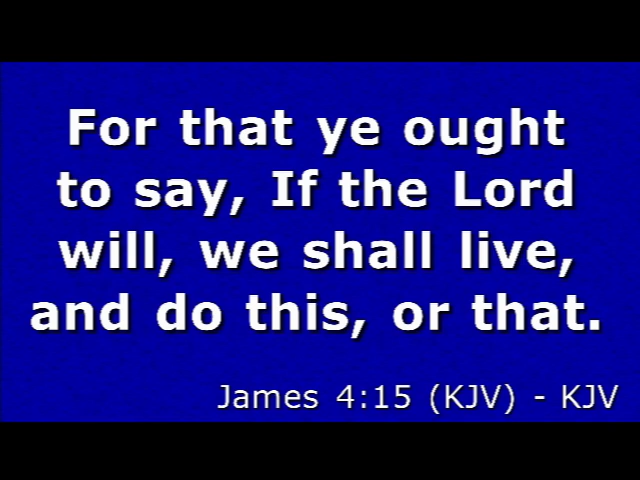 For that ye ought
to say, If the Lord
will, we shall live,
and do this, or that.
James 4:15 (KJV) - KJV